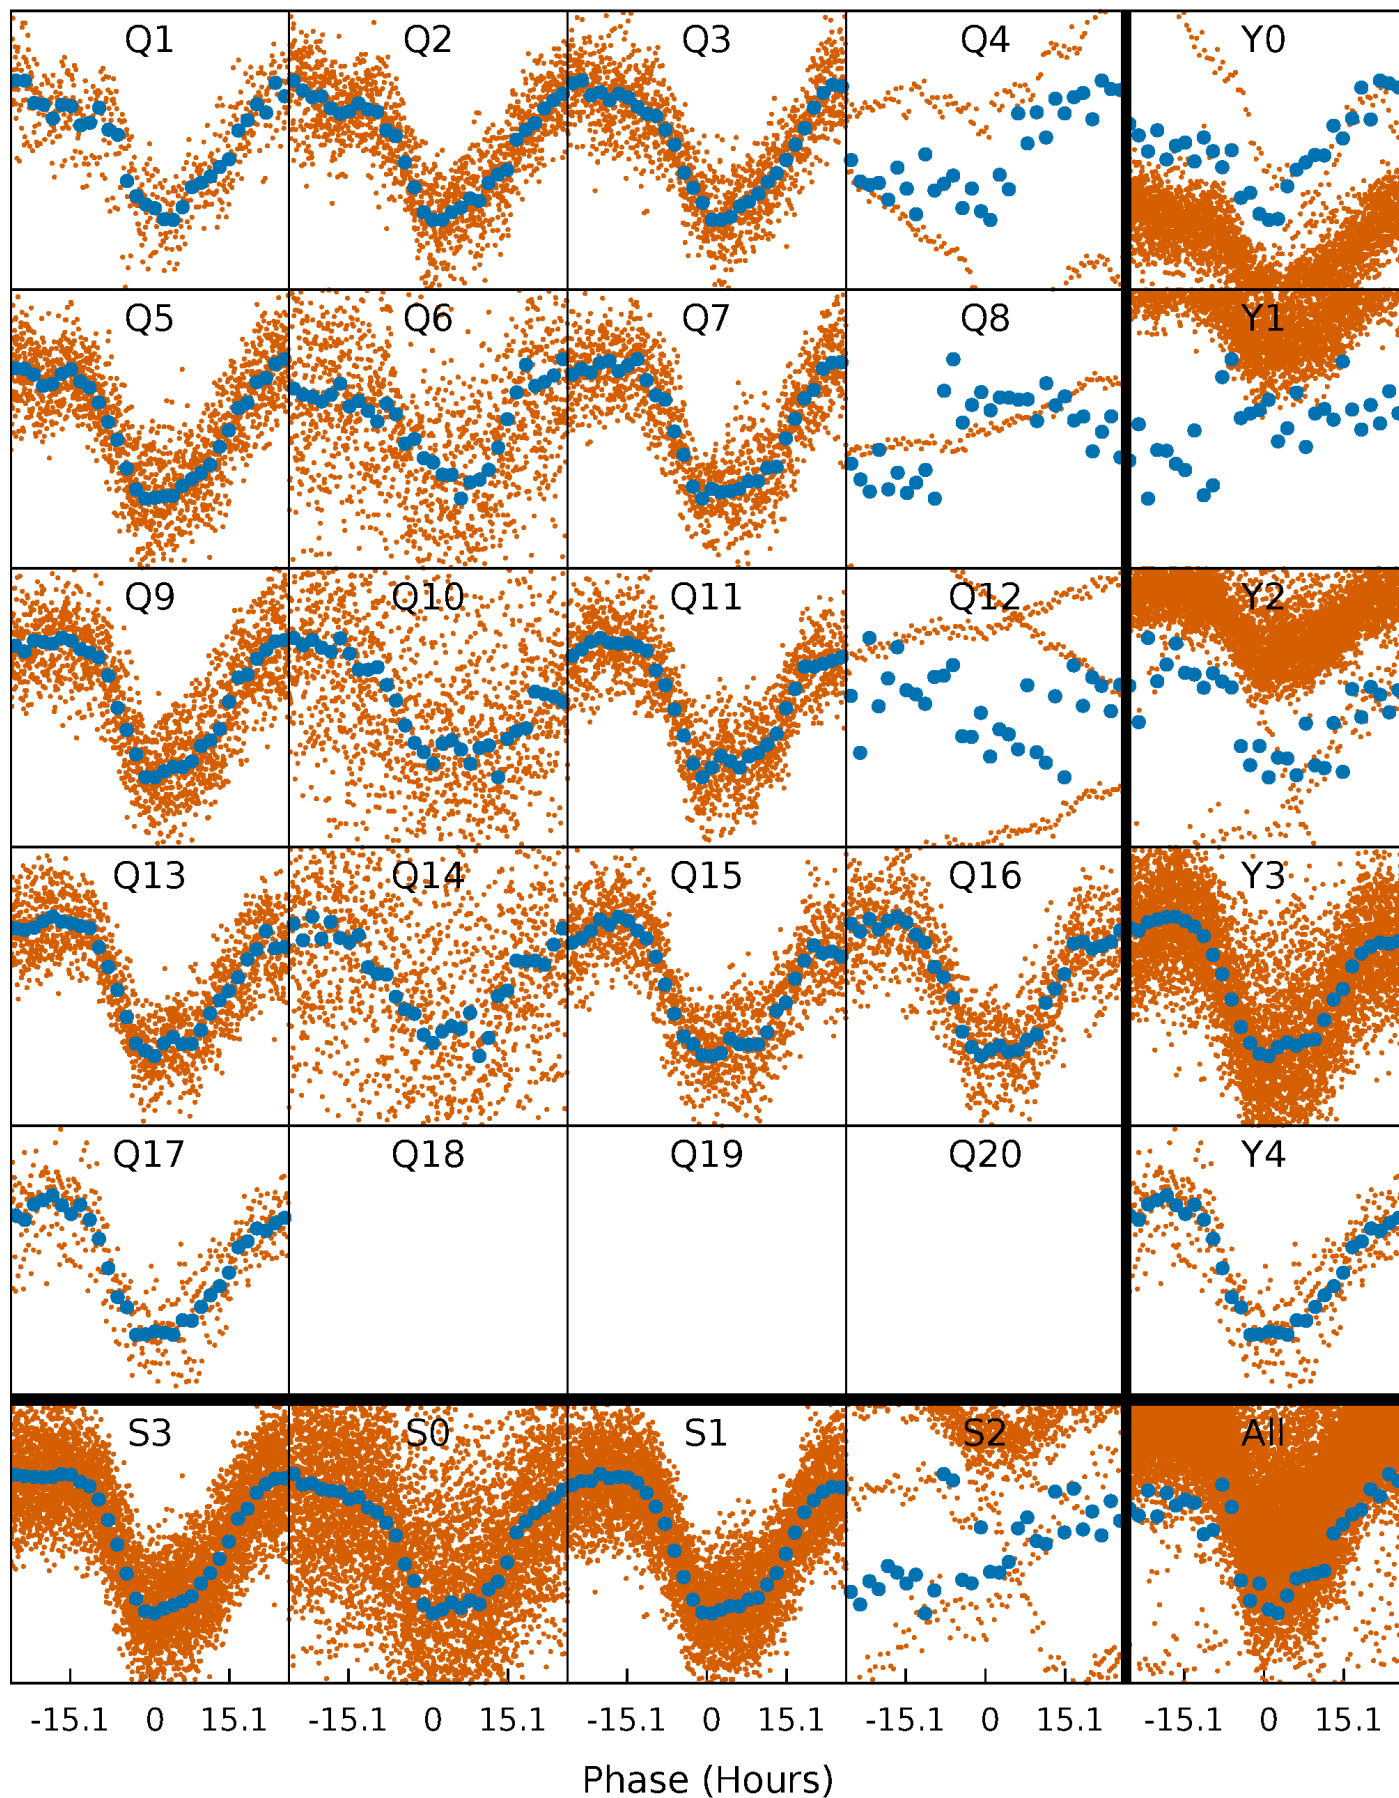 Q1 Q2 Q3 Q4 Y0
Q5 Q6 Q7 Q8 Y1
Q9 Q10 Q11 Q12 Y2
Q13 Q14 Q15 Q16 Y3
Q17 Q18 Q19 Q20 Y4
S3 S0 S1 S2 All
-15.1 0 15.1 -15.1 0 15.1 -15.1 0 15.1 -15.1 0 15.1 -15.1 0 15.1
Phase (Hours)